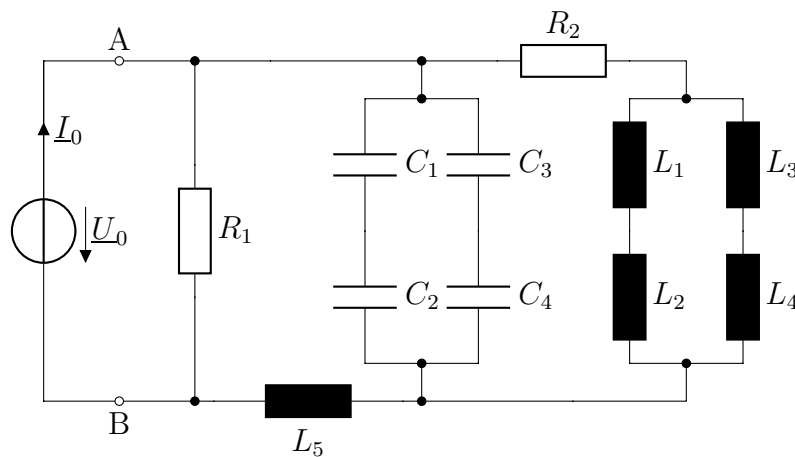 R₂
A
I₀
C₁
C₃
L₁
L₃
U₀
R₁
C₂
C₄
L₂
L₄
B
L₅